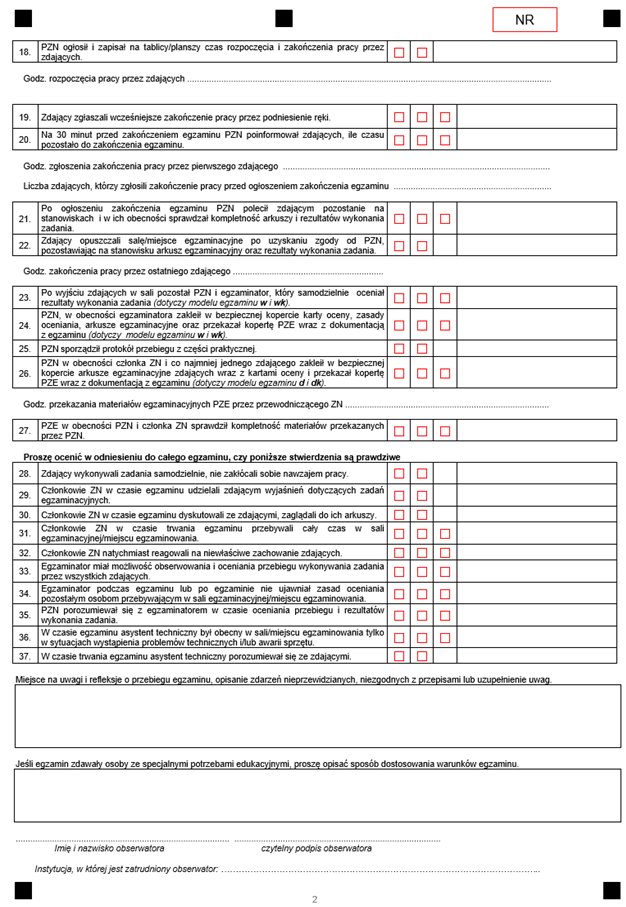 NR
18. PZN ogłosił i zapisał na tablicy/planszy czas rozpoczęcia i zakończenia pracy przez
zdających.
Godz. rozpoczęcia pracy przez zdających ..........................................................................................
19. Zdający zgłaszali wcześniejsze zakończenie pracy przez podniesienie ręki.
20. Na 30 minut przed zakończeniem egzaminu PZN poinformował zdających, ile czasu
pozostało do zakończenia egzaminu.
Godz. zgłoszenia zakończenia pracy przez pierwszego zdającego ..........................................................................................
Liczba zdających, którzy zgłosili zakończenie pracy przed ogłoszeniem zakończenia egzaminu ............................................................
21. Po ogłoszeniu zakończenia egzaminu PZN polecił zdającym pozostanie na
stanowiskach i w ich obecności sprawdzał kompletność arkuszy i rezultatów wykonania
zadania.
22. Zdający opuszczali salę/miejsce egzaminacyjne po uzyskaniu zgody od PZN,
pozostawiając na stanowisku arkusz egzaminacyjny oraz rezultaty wykonania zadania.
Godz. zakończenia pracy przez ostatniego zdającego ............................................................
23. Po wyjściu zdających w sali pozostał PZN i egzaminator, który samodzielnie oceniał
rezultaty wykonania zadania (dotyczy modelu egzaminu w i wk).
24. PZN, w obecności egzaminatora zakleił w bezpiecznej kopercie karty oceny, zasady
oceniania, arkusze egzaminacyjne oraz przekazał kopertę PZE wraz z dokumentacją
z egzaminu (dotyczy modelu egzaminu w i wk).
25. PZN sporządził protokół przebiegu z części praktycznej.
26. PZN w obecności członka ZN i co najmniej jednego zdającego zakleił w bezpiecznej
kopercie arkusze egzaminacyjne zdających wraz z kartami oceny i przekazał kopertę
PZE wraz z dokumentacją z egzaminu (dotyczy modelu egzaminu d i dk).
Godz. przekazania materiałów egzaminacyjnych PZE przez przewodniczącego ZN ..........................................................................................
27. PZE w obecności PZN i członka ZN sprawdził kompletność materiałów przekazanych
przez PZN.
Proszę ocenić w odniesieniu do całego egzaminu, czy poniższe stwierdzenia są prawdziwe
28. Zdający wykonywali zadania samodzielnie, nie zakłócali sobie nawzajem pracy.
29. Członkowie ZN w czasie egzaminu udzielali zdającym wyjaśnień dotyczących zadań
egzaminacyjnych.
30. Członkowie ZN w czasie egzaminu dyskutowali ze zdającymi, zaglądali do ich arkuszy.
31. Członkowie ZN w czasie trwania egzaminu przebywali cały czas w sali
egzaminacyjnej/miejscu egzaminowania.
32. Członkowie ZN natychmiast reagowali na niewłaściwe zachowanie zdających.
33. Egzaminator miał możliwość obserwowania i oceniania przebiegu wykonywania zadania
przez wszystkich zdających.
34. Egzaminator podczas egzaminu lub po egzaminie nie ujawniał zasad oceniania
pozostałym osobom przebywającym w sali egzaminacyjnej/miejscu egzaminowania.
35. PZN porozumiewał się z egzaminatorem w czasie oceniania przebiegu i rezultatów
wykonania zadania.
36. W czasie egzaminu asystent techniczny był obecny w sali/miejscu egzaminowania tylko
w sytuacjach wystąpienia problemów technicznych i/lub awarii sprzętu.
37. W czasie trwania egzaminu asystent techniczny porozumiewał się ze zdającymi.
Miejsce na uwagi i refleksje o przebiegu egzaminu, opisanie zdarzeń nieprzewidzianych, niezgodnych z przepisami lub uzupełnienie uwag.
Jeśli egzamin zdawały osoby ze specjalnymi potrzebami edukacyjnymi, proszę opisać sposób dostosowania warunków egzaminu.
............................................................ ............................................................
Imię i nazwisko obserwatora czytelny podpis obserwatora
Instytucja, w której jest zatrudniony obserwator: ..........................................................................................
2